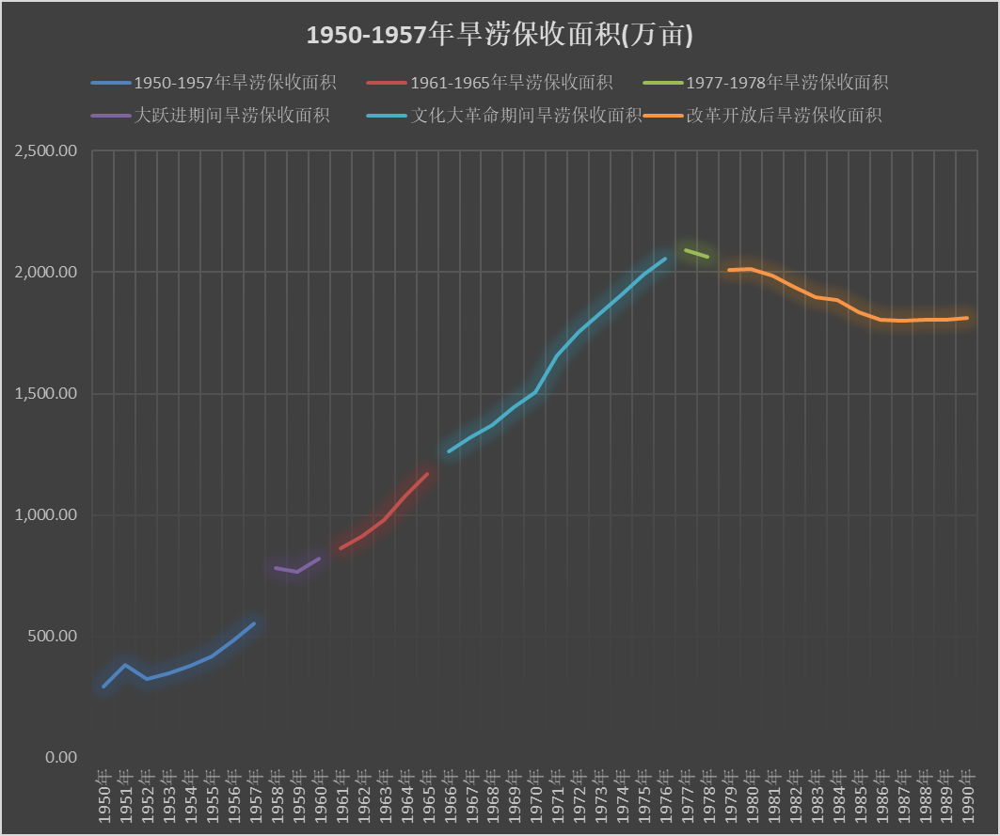 1950-1957年旱涝保收面积(万亩)
1950-1957年旱涝保收面积 1961-1965年旱涝保收面积 1977-1978年旱涝保收面积
大跃进期间旱涝保收面积 文化大革命期间旱涝保收面积 改革开放后旱涝保收面积
2,500.00
2,000.00
1,500.00
1,000.00
500.00
0.00
1950年 1951年 1952年 1953年 1954年 1955年 1956年 1957年 1958年 1959年 1960年 1961年 1962年 1963年 1964年 1965年 1966年 1967年 1968年 1969年 1970年 1971年 1972年 1973年 1974年 1975年 1976年 1977年 1978年 1979年 1980年 1981年 1982年 1983年 1984年 1985年 1986年 1987年 1988年 1989年 1990年